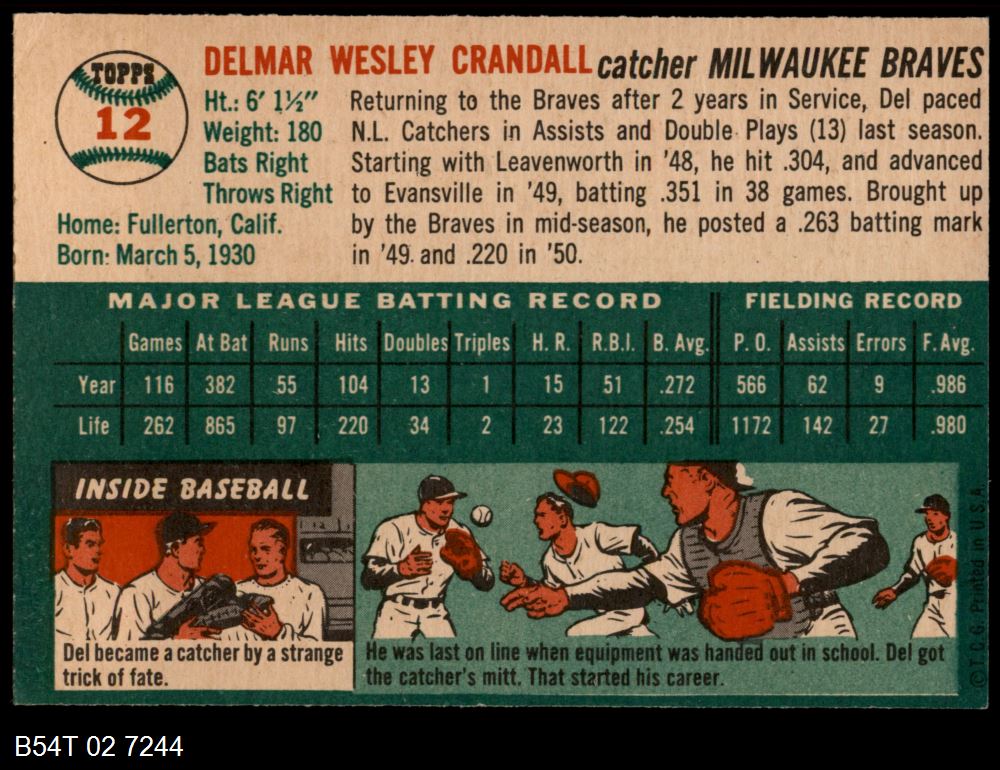 TOPPS
12
DELMAR WESLEY CRANDALL catcher MILWAUKEE BRAVES
Ht.: 6' 1½"
Weight: 180
Bats Right
Throws Right
Home: Fullerton, Calif.
Born: March 5, 1930
Returning to the Braves after 2 years in Service, Del paced
N.L. Catchers in Assists and Double Plays (13) last season.
Starting with Leavenworth in '48, he hit .304, and advanced
to Evansville in '49, batting .351 in 38 games. Brought up
by the Braves in mid-season, he posted a .263 batting mark
in '49 and .220 in '50.
MAJOR LEAGUE BATTING RECORD FIELDING RECORD
Games At Bat Runs Hits Doubles Triples H. R. R.B.I. B. Avg. P. O. Assists Errors F. Avg.
Year 116 382 55 104 13 1 15 51 .272 566 62 9 .986
Life 262 865 97 220 34 2 23 122 .254 1172 142 27 .980
INSIDE BASEBALL
Del became a catcher by a strange
trick of fate.
He was last on line when equipment was handed out in school. Del got
the catcher's mitt. That started his career.
© T. C. G. Printed in U.S.A.
B54T 02 7244